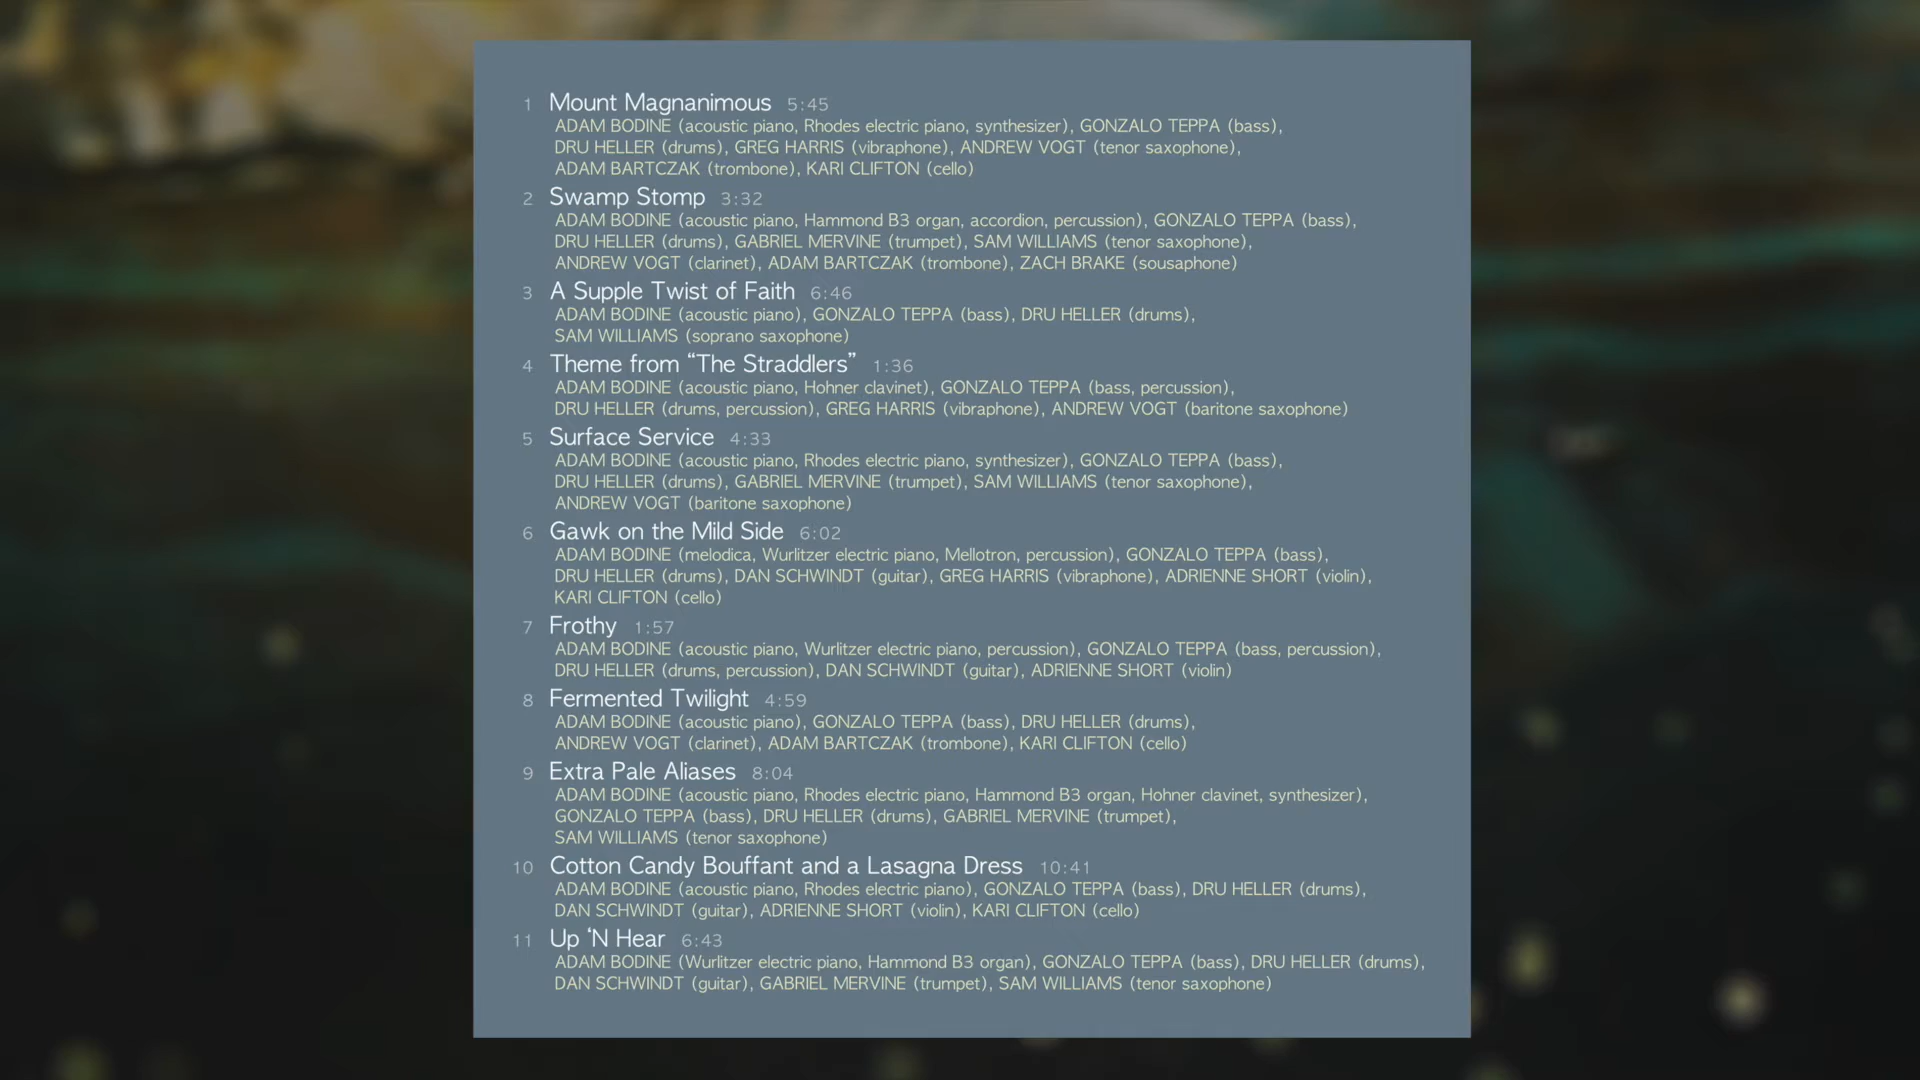 1 Mount Magnanimous 5:45
ADAM BODINE (acoustic piano, Rhodes electric piano, synthesizer), GONZALO TEPPA (bass),
DRU HELLER (drums), GREG HARRIS (vibraphone), ANDREW VOGT (tenor saxophone),
ADAM BARTCZAK (trombone), KARI CLIFTON (cello)
2 Swamp Stomp 3:32
ADAM BODINE (acoustic piano, Hammond B3 organ, accordion, percussion), GONZALO TEPPA (bass),
DRU HELLER (drums), GABRIEL MERVINE (trumpet), SAM WILLIAMS (tenor saxophone),
ANDREW VOGT (clarinet), ADAM BARTCZAK (trombone), ZACH BRAKE (sousaphone)
3 A Supple Twist of Faith 6:46
ADAM BODINE (acoustic piano), GONZALO TEPPA (bass), DRU HELLER (drums),
SAM WILLIAMS (soprano saxophone)
4 Theme from “The Straddlers” 1:36
ADAM BODINE (acoustic piano, Hohner clavinet), GONZALO TEPPA (bass, percussion),
DRU HELLER (drums, percussion), GREG HARRIS (vibraphone), ANDREW VOGT (baritone saxophone)
5 Surface Service 4:33
ADAM BODINE (acoustic piano, Rhodes electric piano, synthesizer), GONZALO TEPPA (bass),
DRU HELLER (drums), GABRIEL MERVINE (trumpet), SAM WILLIAMS (tenor saxophone),
ANDREW VOGT (baritone saxophone)
6 Gawk on the Mild Side 6:02
ADAM BODINE (melodica, Wurlitzer electric piano, Mellotron, percussion), GONZALO TEPPA (bass),
DRU HELLER (drums), DAN SCHWINDT (guitar), GREG HARRIS (vibraphone), ADRIENNE SHORT (violin),
KARI CLIFTON (cello)
7 Frothy 1:57
ADAM BODINE (acoustic piano, Wurlitzer electric piano, percussion), GONZALO TEPPA (bass, percussion),
DRU HELLER (drums, percussion), DAN SCHWINDT (guitar), ADRIENNE SHORT (violin)
8 Fermented Twilight 4:59
ADAM BODINE (acoustic piano), GONZALO TEPPA (bass), DRU HELLER (drums),
ANDREW VOGT (clarinet), ADAM BARTCZAK (trombone), KARI CLIFTON (cello)
9 Extra Pale Aliases 8:04
ADAM BODINE (acoustic piano, Rhodes electric piano, Hammond B3 organ, Hohner clavinet, synthesizer),
GONZALO TEPPA (bass), DRU HELLER (drums), GABRIEL MERVINE (trumpet),
SAM WILLIAMS (tenor saxophone)
10 Cotton Candy Bouffant and a Lasagna Dress 10:41
ADAM BODINE (acoustic piano, Rhodes electric piano), GONZALO TEPPA (bass), DRU HELLER (drums),
DAN SCHWINDT (guitar), ADRIENNE SHORT (violin), KARI CLIFTON (cello)
11 Up ‘N Hear 6:43
ADAM BODINE (Wurlitzer electric piano, Hammond B3 organ), GONZALO TEPPA (bass), DRU HELLER (drums),
DAN SCHWINDT (guitar), GABRIEL MERVINE (trumpet), SAM WILLIAMS (tenor saxophone)